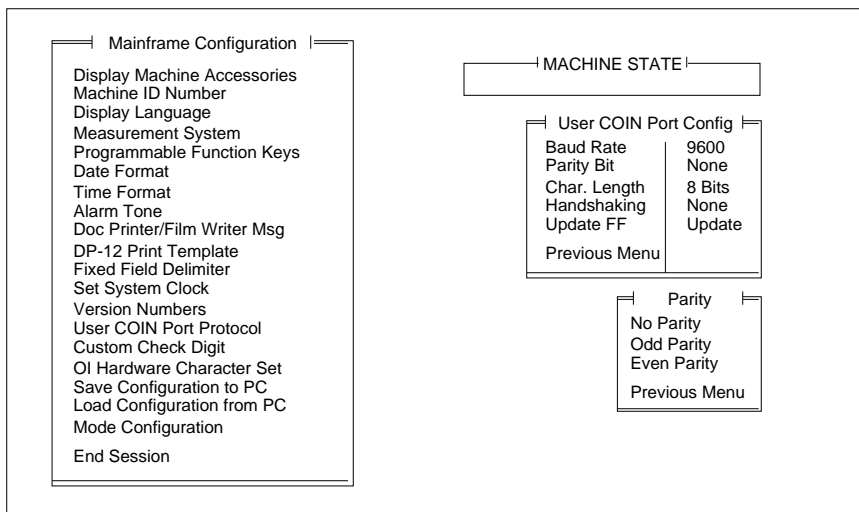 Mainframe Configuration
Display Machine Accessories
Machine ID Number
Display Language
Measurement System
Programmable Function Keys
Date Format
Time Format
Alarm Tone
Doc Printer/Film Writer Msg
DP-12 Print Template
Fixed Field Delimiter
Set System Clock
Version Numbers
User COIN Port Protocol
Custom Check Digit
OI Hardware Character Set
Save Configuration to PC
Load Configuration from PC
Mode Configuration
End Session
MACHINE STATE
User COIN Port Config
Baud Rate 9600
Parity Bit None
Char. Length 8 Bits
Handshaking None
Update FF Update
Previous Menu
Parity
No Parity
Odd Parity
Even Parity
Previous Menu